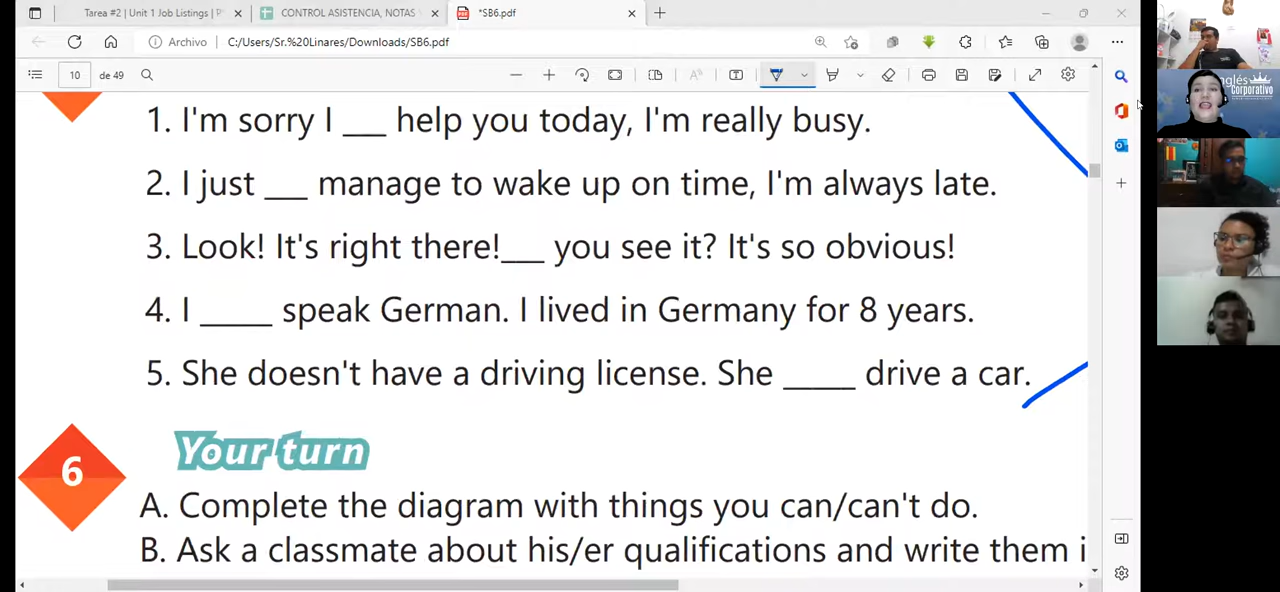 Tarea #2 | Unit 1 Job Listings | P
CONTROL ASISTENCIA, NOTAS
*SB6.pdf
Archivo
C:/Users/Sr.%20Linares/Downloads/SB6.pdf
10 de 49
1. I'm sorry I ___ help you today, I'm really busy.
2. I just ___ manage to wake up on time, I'm always late.
3. Look! It's right there!___ you see it? It's so obvious!
4. I _____ speak German. I lived in Germany for 8 years.
5. She doesn't have a driving license. She _____ drive a car.
6
Your turn
A. Complete the diagram with things you can/can't do.
B. Ask a classmate about his/er qualifications and write them i
nglés
Corporativo